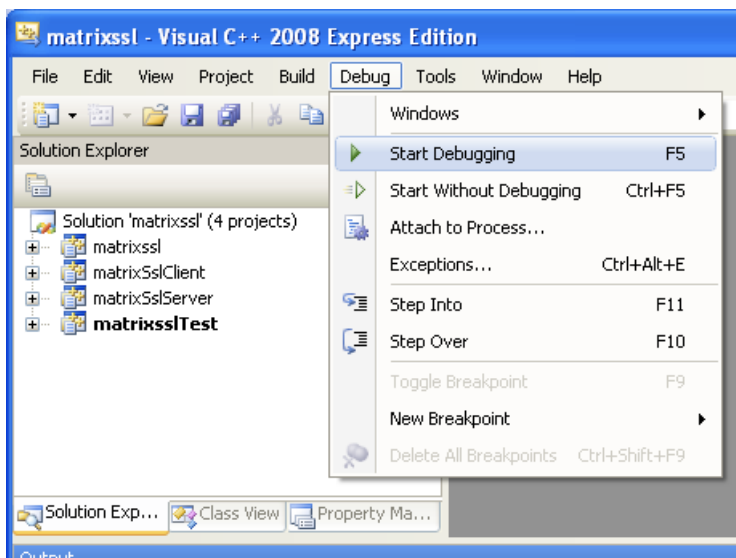 matrixssl - Visual C++ 2008 Express Edition
File Edit View Project Build Debug Tools Window Help
Solution Explorer
Solution 'matrixssl' (4 projects)
matrixssl
matrixSslClient
matrixSslServer
matrixsslTest
Windows
Start Debugging F5
Start Without Debugging Ctrl+F5
Attach to Process...
Exceptions... Ctrl+Alt+E
Step Into F11
Step Over F10
Toggle Breakpoint F9
New Breakpoint
Delete All Breakpoints Ctrl+Shift+F9
Solution Exp... Class View Property Ma...
Output